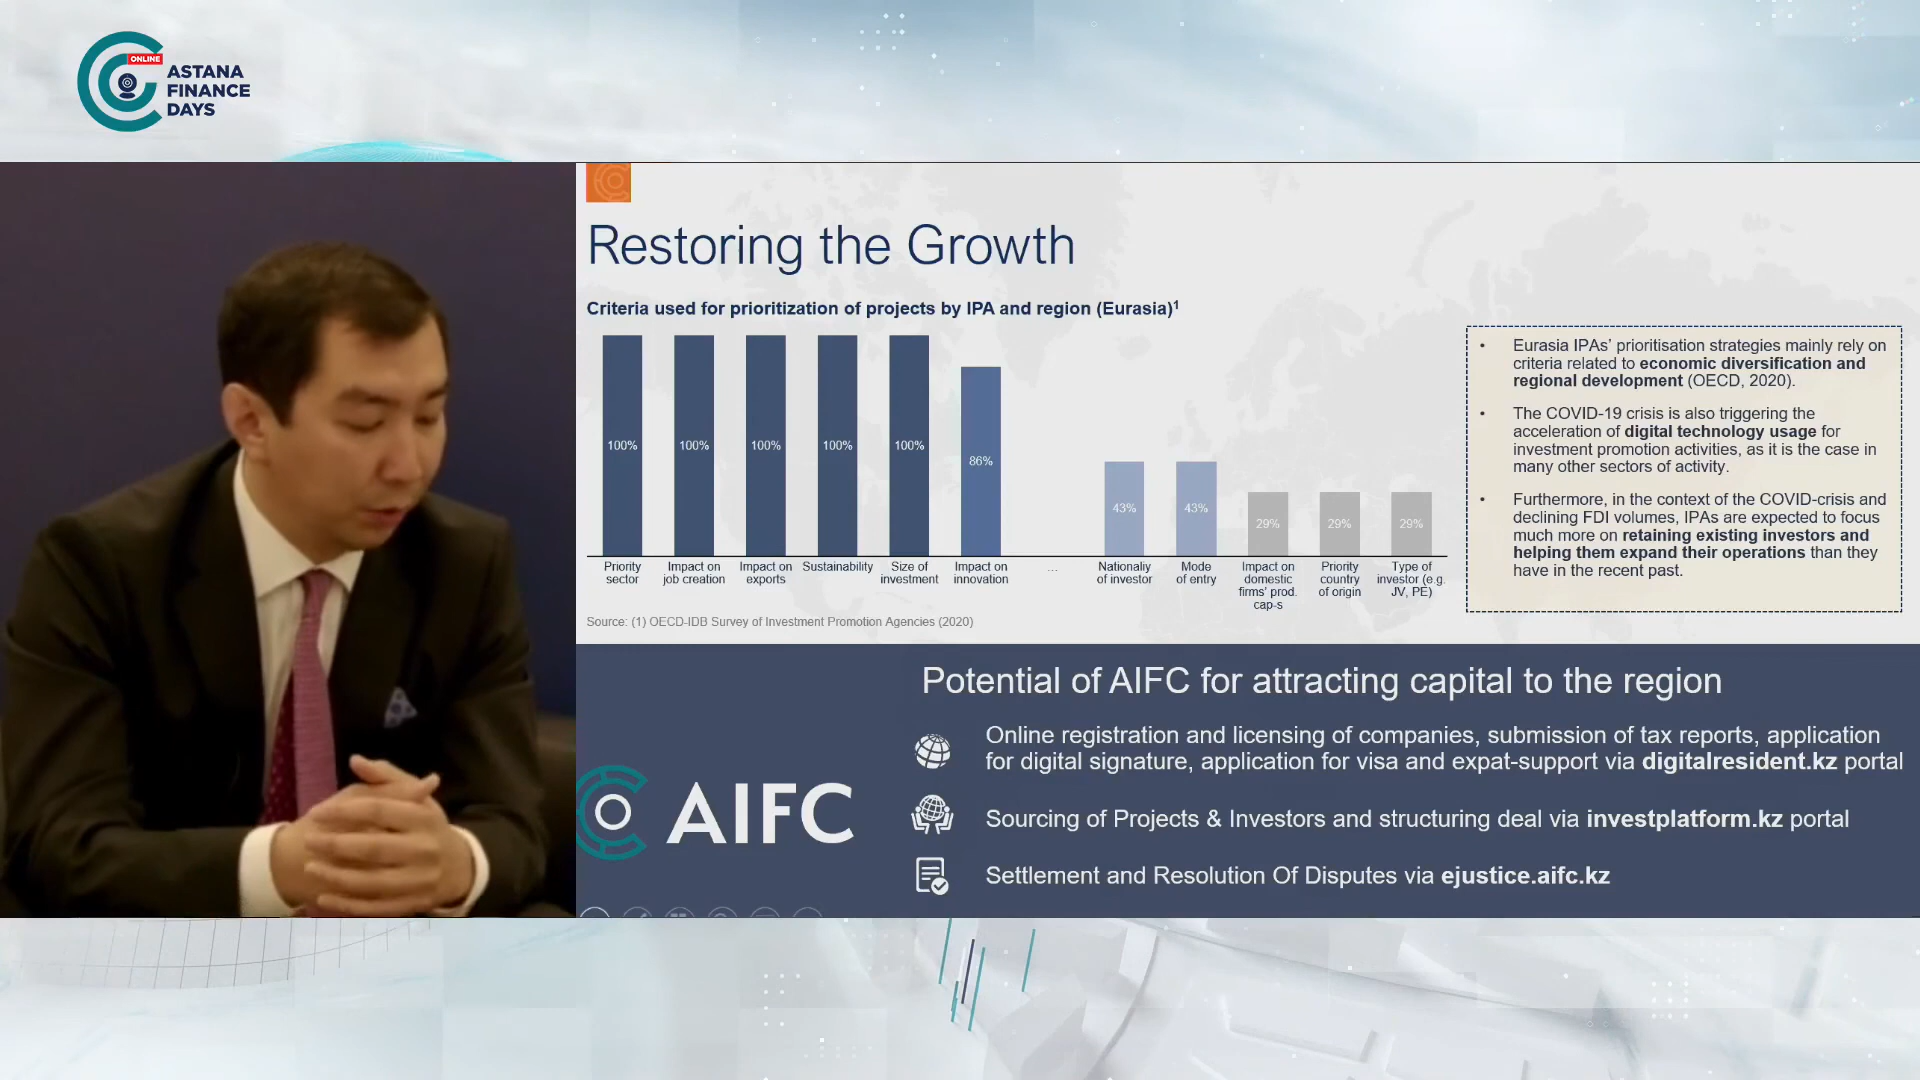 ONLINE
ASTANA
FINANCE
DAYS
Restoring the Growth
Criteria used for prioritization of projects by IPA and region (Eurasia)¹
100%
100%
100%
100%
100%
86%
43%
43%
29%
29%
29%
Priority
sector
Impact on
job creation
Impact on
exports
Sustainability
Size of
investment
Impact on
innovation
...
Nationaliy
of investor
Mode
of entry
Impact on
domestic
firms' prod.
cap-s
Priority
country
of origin
Type of
investor (e.g.
JV, PE)
Source: (1) OECD-IDB Survey of Investment Promotion Agencies (2020)
• Eurasia IPAs' prioritisation strategies mainly rely on
criteria related to economic diversification and
regional development (OECD, 2020).
• The COVID-19 crisis is also triggering the
acceleration of digital technology usage for
investment promotion activities, as it is the case in
many other sectors of activity.
• Furthermore, in the context of the COVID-crisis and
declining FDI volumes, IPAs are expected to focus
much more on retaining existing investors and
helping them expand their operations than they
have in the recent past.
AIFC
Potential of AIFC for attracting capital to the region
Online registration and licensing of companies, submission of tax reports, application
for digital signature, application for visa and expat-support via digitalresident.kz portal
Sourcing of Projects & Investors and structuring deal via investplatform.kz portal
Settlement and Resolution Of Disputes via ejustice.aifc.kz